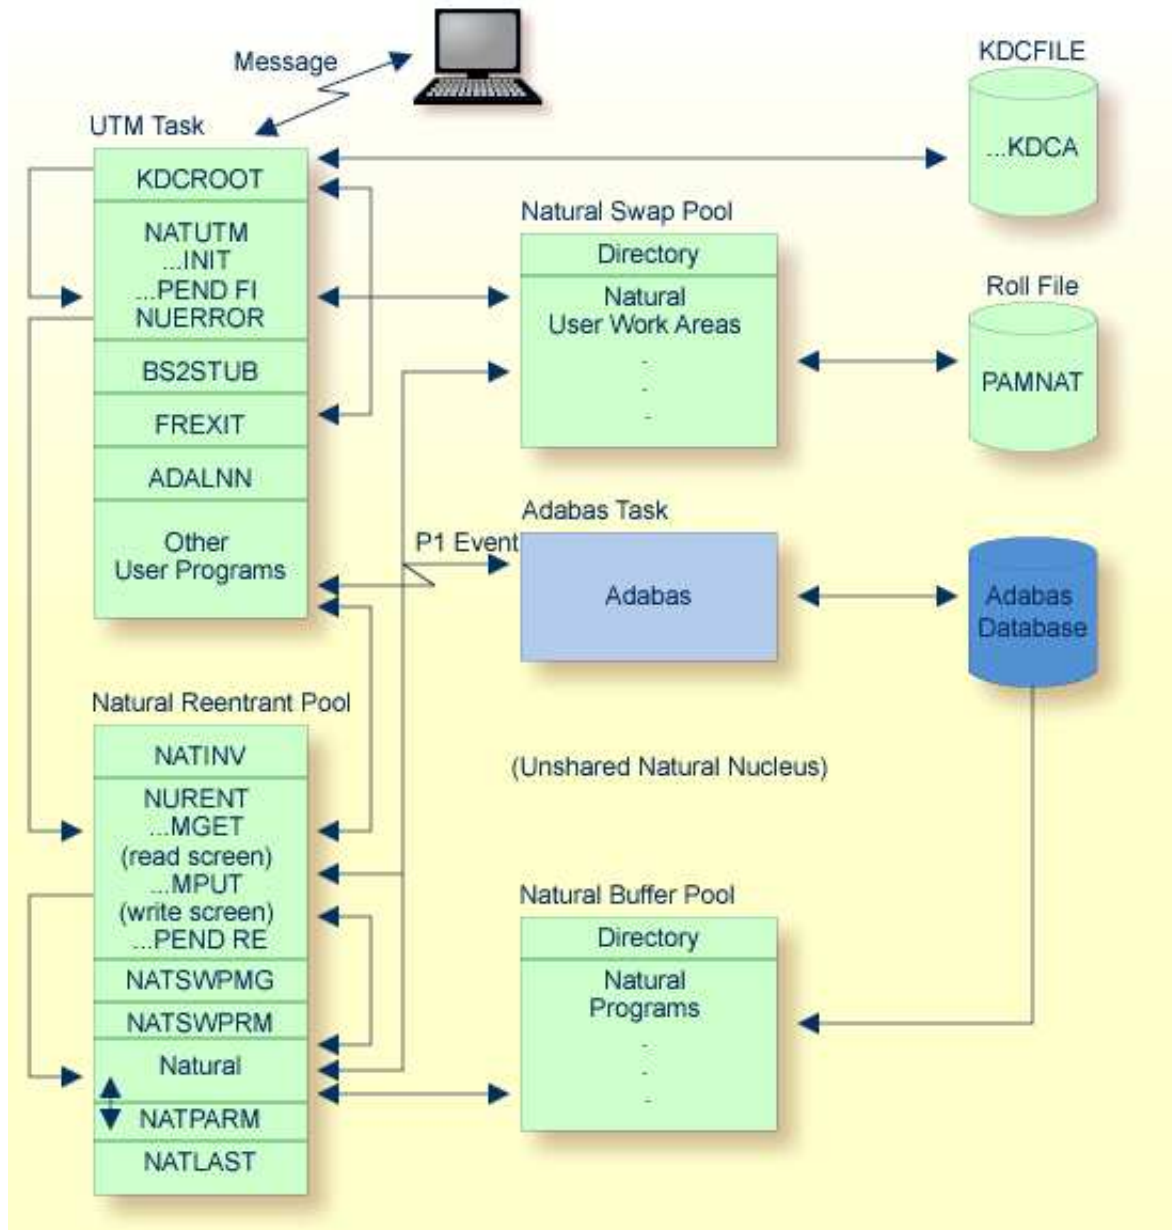 Message
KDCFILE
...KDCA
UTM Task
KDCROOT
NATUTM
...INIT
...PEND FI
NUERROR
BS2STUB
FREXIT
ADALNN
Other
User Programs
Natural Swap Pool
Directory
Natural
User Work Areas
.
.
.
Roll File
PAMNAT
P1 Event
Adabas Task
Adabas
Adabas
Database
Natural Reentrant Pool
NATINV
NURENT
...MGET
(read screen)
...MPUT
(write screen)
...PEND RE
NATSWPMG
NATSWPRM
Natural
NATPARM
NATLAST
(Unshared Natural Nucleus)
Natural Buffer Pool
Directory
Natural
Programs
.
.
.